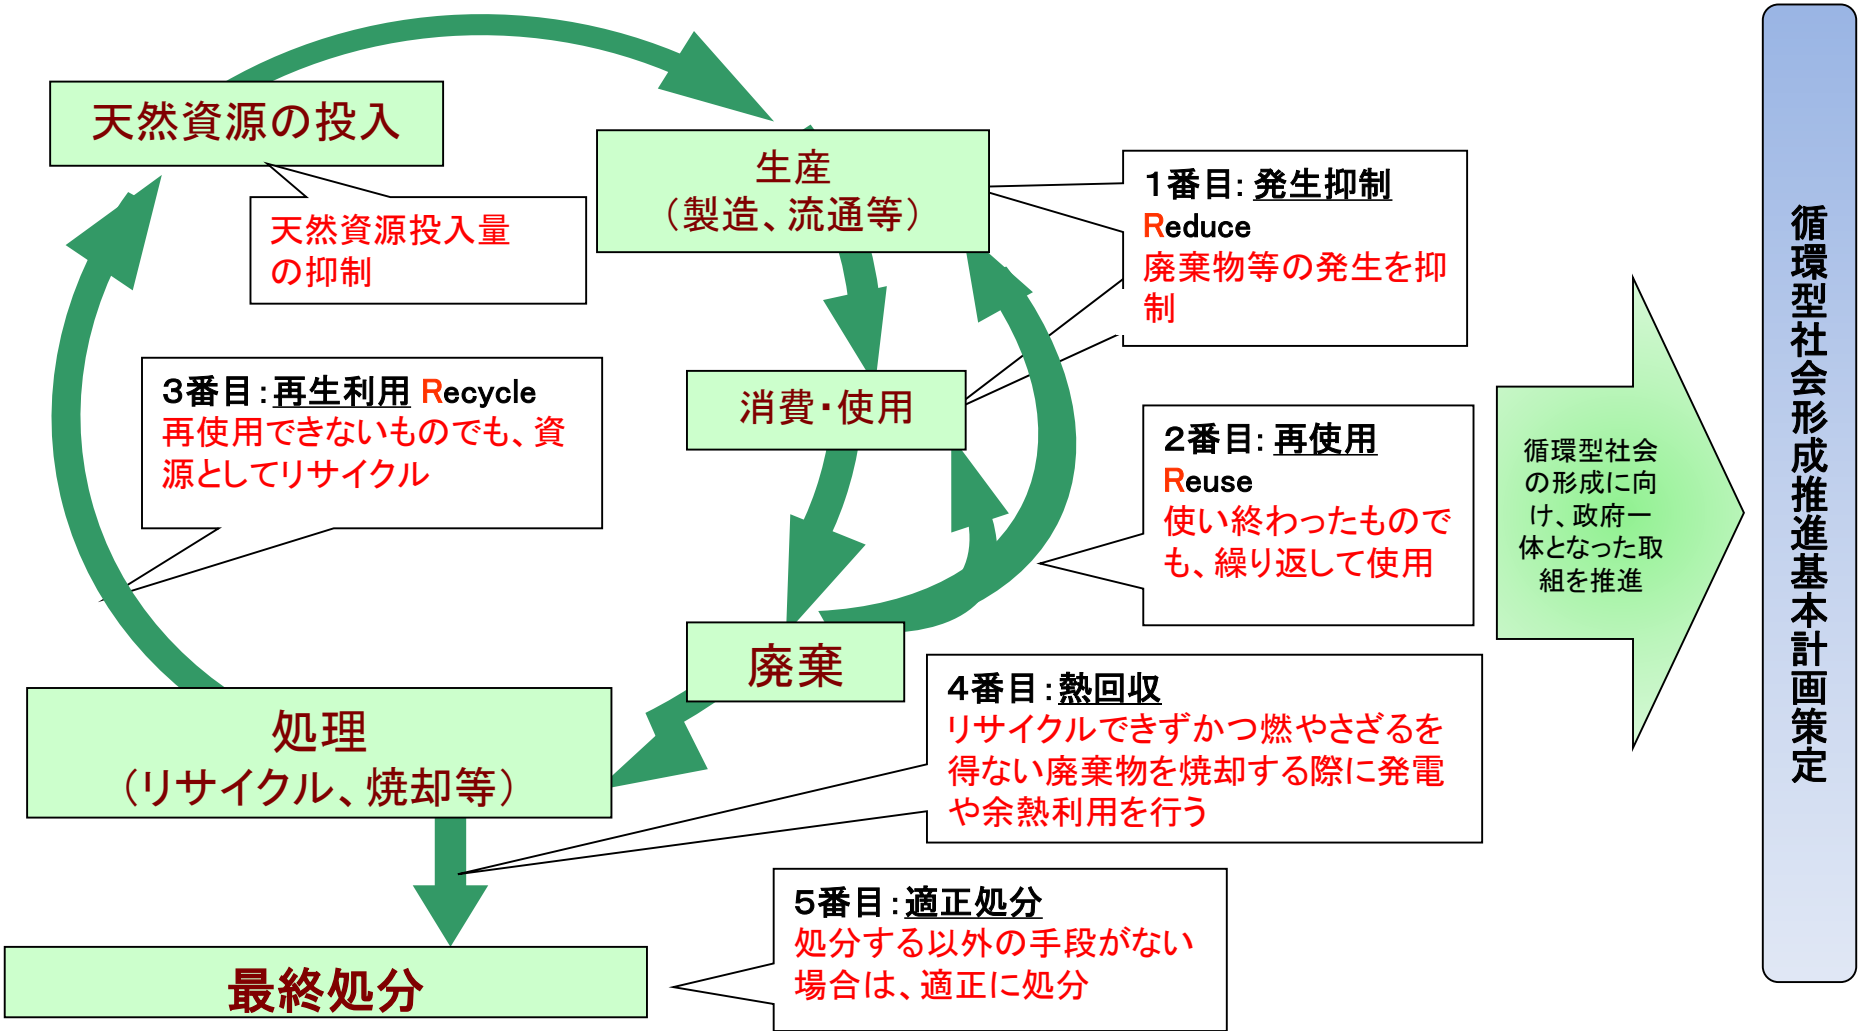 天然資源の投入
天然資源投入量
の抑制
生産
（製造、流通等）
１番目：発生抑制
Reduce
廃棄物等の発生を抑
制
３番目：再生利用 Recycle
再使用できないものでも、資
源としてリサイクル
消費・使用
２番目：再使用
Reuse
使い終わったもので
も、繰り返して使用
廃棄
処理
（リサイクル、焼却等）
４番目：熱回収
リサイクルできずかつ燃やさざるを
得ない廃棄物を焼却する際に発電
や余熱利用を行う
５番目：適正処分
処分する以外の手段がない
場合は、適正に処分
最終処分
循環型社会
の形成に向
け、政府一
体となった取
組を推進
循環型社会形成推進基本計画策定